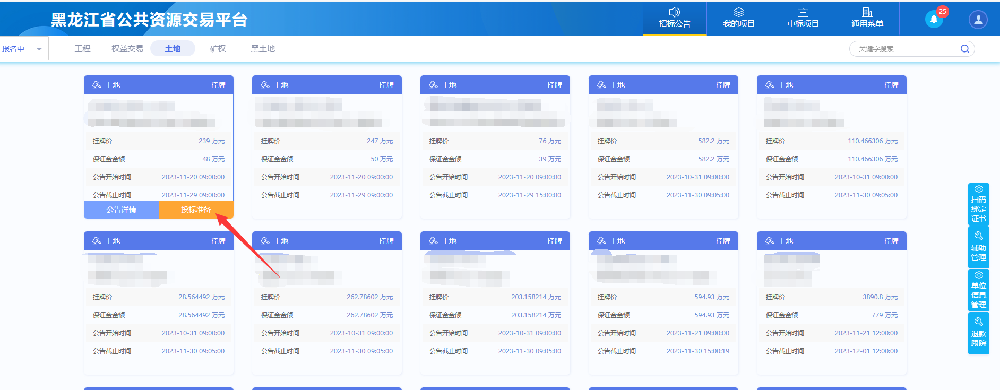 黑龙江省公共资源交易平台
招标公告
我的项目
中标项目
通用菜单
25
报名中
工程
权益交易
土地
矿权
黑土地
关键字搜索
土地 挂牌
挂牌价 239 万元
保证金金额 48 万元
公告开始时间 2023-11-20 09:00:00
公告截止时间 2023-11-29 09:00:00
公告详情 投标准备
土地 挂牌
挂牌价 247 万元
保证金金额 50 万元
公告开始时间 2023-11-20 09:00:00
公告截止时间 2023-11-29 09:00:00
土地 挂牌
挂牌价 76 万元
保证金金额 39 万元
公告开始时间 2023-11-20 09:00:00
公告截止时间 2023-11-29 15:00:00
土地 挂牌
挂牌价 582.2 万元
保证金金额 582.2 万元
公告开始时间 2023-10-31 09:00:00
公告截止时间 2023-11-30 09:05:00
土地 挂牌
挂牌价 110.466306 万元
保证金金额 110.466306 万元
公告开始时间 2023-10-31 09:00:00
公告截止时间 2023-11-30 09:05:00
土地 挂牌
挂牌价 28.564492 万元
保证金金额 28.564492 万元
公告开始时间 2023-10-31 09:00:00
公告截止时间 2023-11-30 09:05:00
土地 挂牌
挂牌价 262.78602 万元
保证金金额 262.78602 万元
公告开始时间 2023-10-31 09:00:00
公告截止时间 2023-11-30 09:05:00
土地 挂牌
挂牌价 203.158214 万元
保证金金额 203.158214 万元
公告开始时间 2023-10-31 09:00:00
公告截止时间 2023-11-30 09:05:00
土地 挂牌
挂牌价 594.93 万元
保证金金额 594.93 万元
公告开始时间 2023-11-21 09:00:00
公告截止时间 2023-11-30 15:00:19
土地 挂牌
挂牌价 3890.8 万元
保证金金额 779 万元
公告开始时间 2023-11-21 12:00:00
公告截止时间 2023-12-01 12:00:00
扫码
绑定
证书
辅助
管理
单位
信息
管理
退款
跟踪